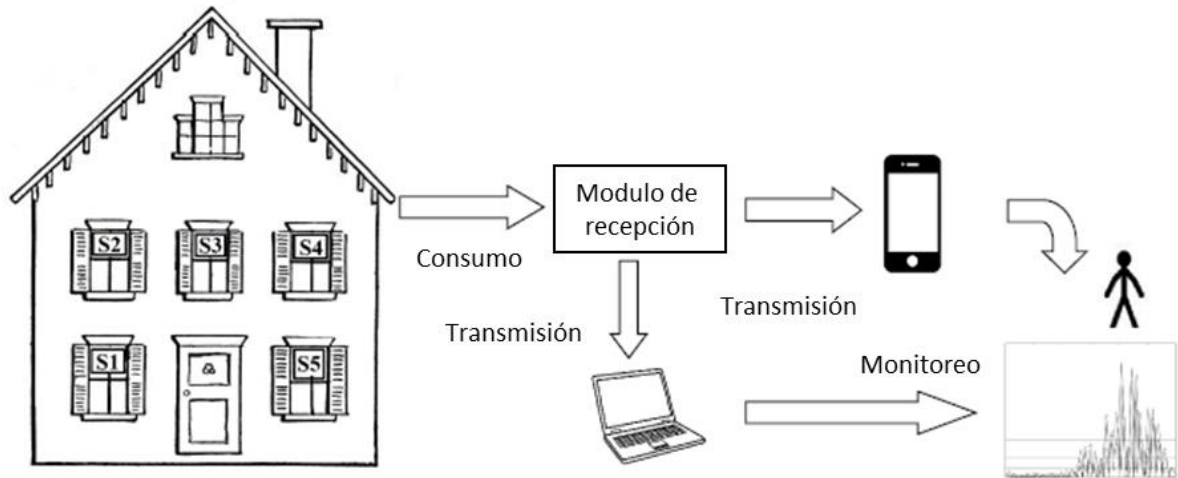 S2
S3
S4
S1
S5
Consumo
Modulo de
recepción
Transmisión
Transmisión
Monitoreo